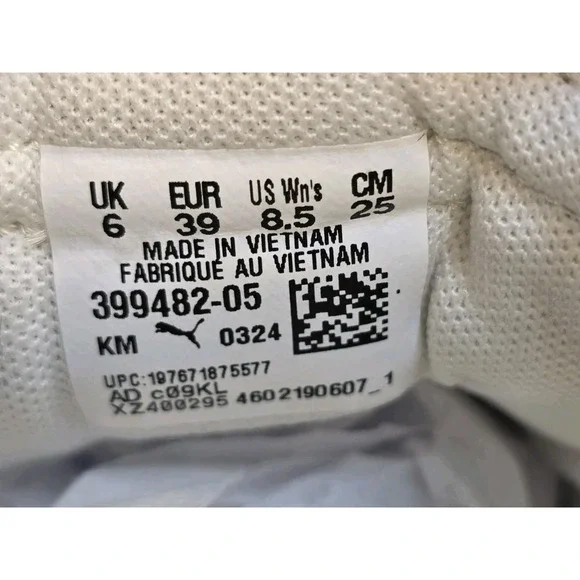 UK EUR US Wn's CM
6 39 8.5 25
MADE IN VIETNAM
FABRIQUÉ AU VIETNAM
399482-05
KM 0324
UPC:197671875577
AD c09KL
XZ400295 4602190607_1